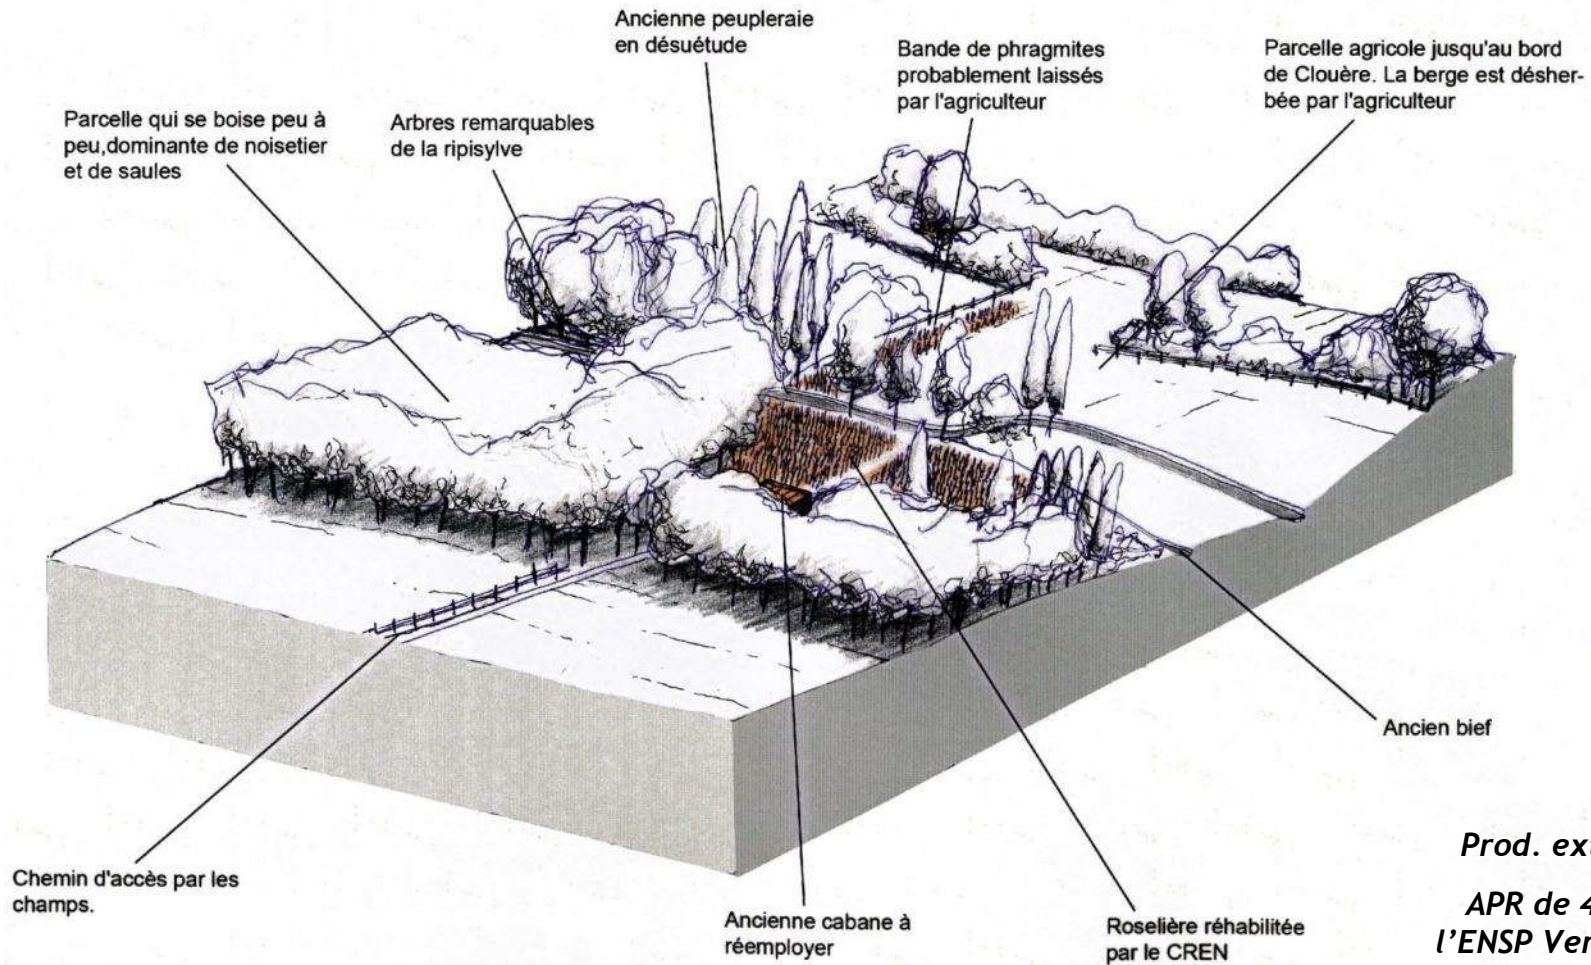 Ancienne peupleraie
en désuétude
Bande de phragmites
probablement laissés
par l'agriculteur
Parcelle agricole jusqu'au bord
de Clouère. La berge est désher-
bée par l'agriculteur
Parcelle qui se boise peu à
peu,dominante de noisetier
et de saules
Arbres remarquables
de la ripisylve
Ancien bief
Chemin d'accès par les
champs.
Ancienne cabane à
réemployer
Roselière réhabilitée
par le CREN
Prod.
APR de 4
l'ENSP